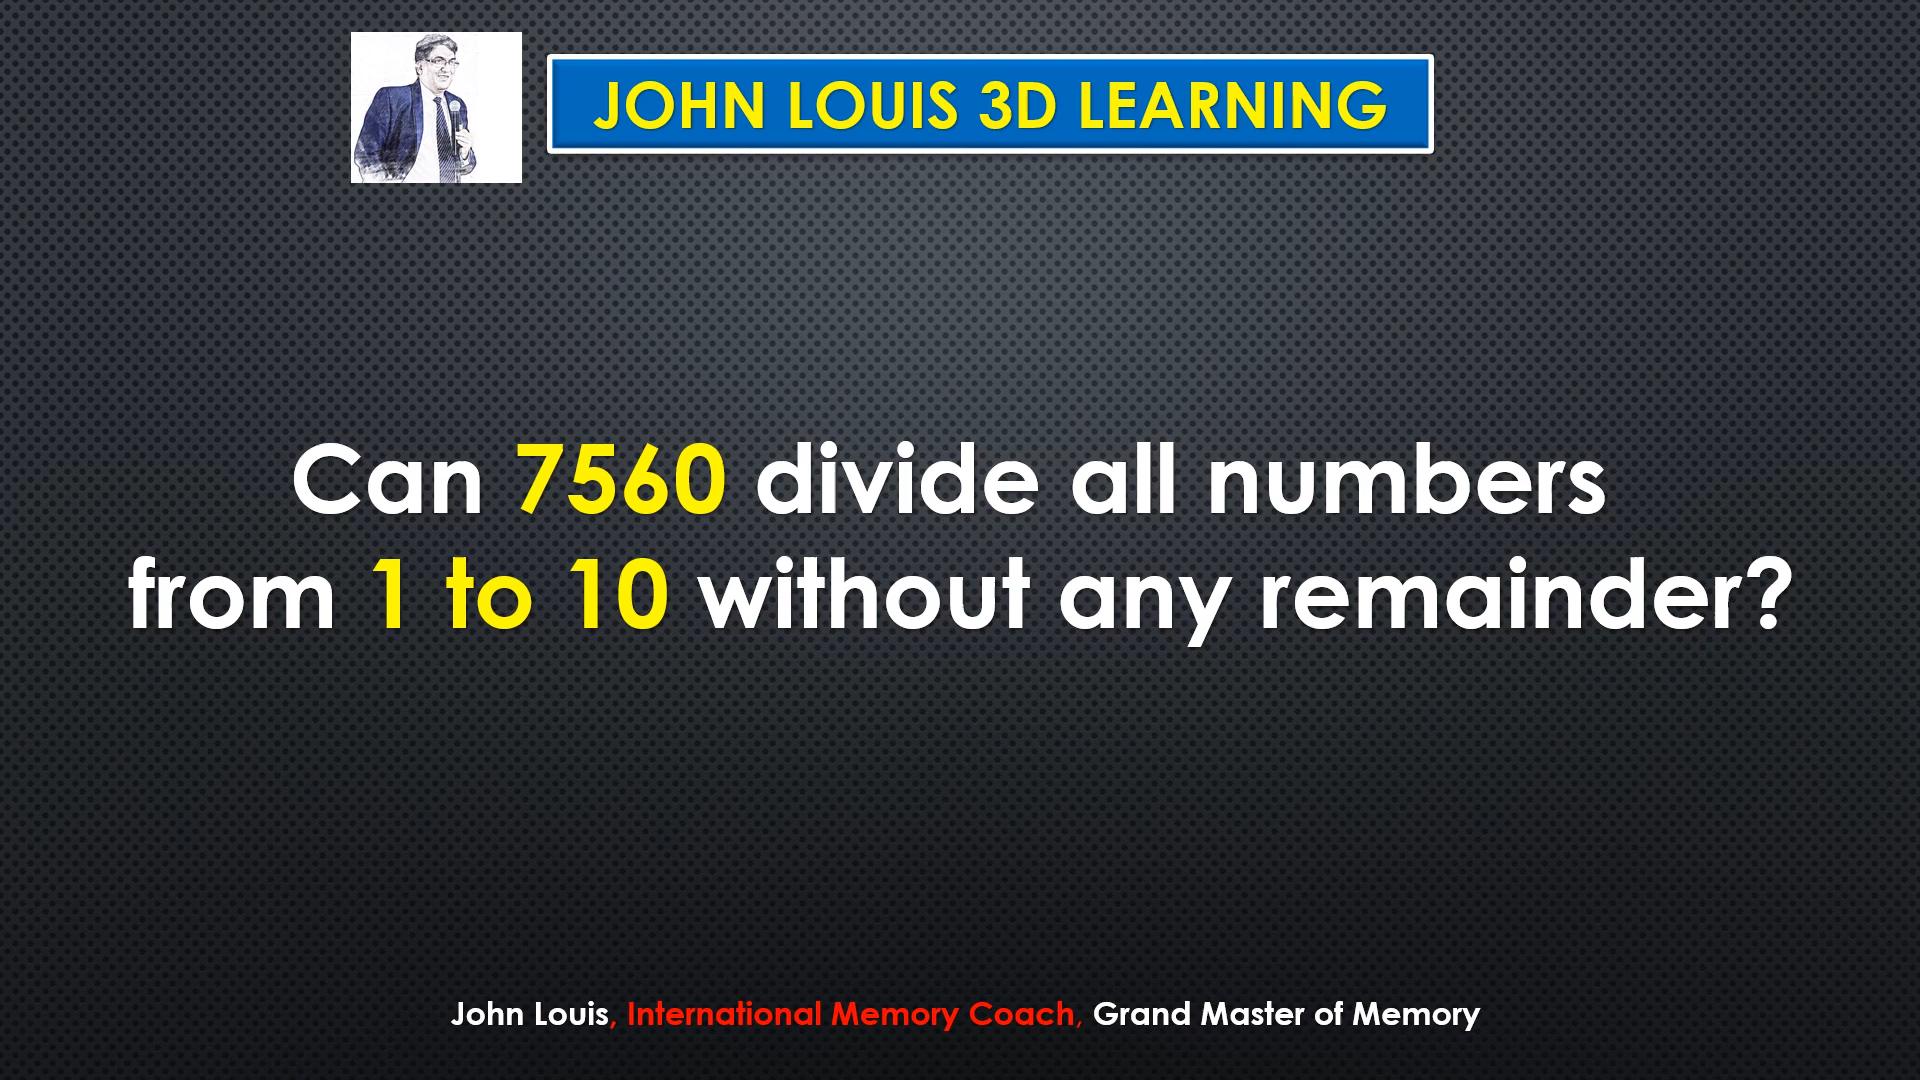 JOHN LOUIS 3D LEARNING
Can 7560 divide all numbers
from 1 to 10 without any remainder?
John Louis, International Memory Coach, Grand Master of Memory